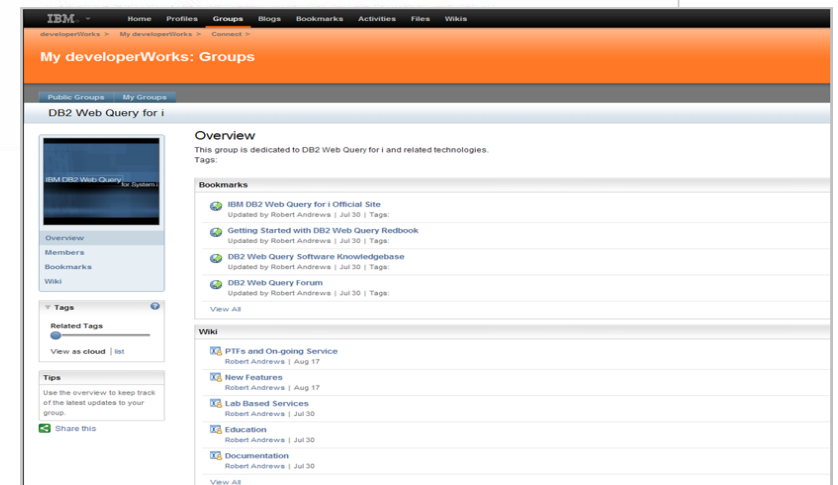 IBM
Home Profiles Groups Blogs Bookmarks Activities Files Wikis
developerWorks > My developerWorks > Connect >
My developerWorks: Groups
Public Groups My Groups
DB2 Web Query for i
IBM DB2 Web Query
for System i
Overview
Members
Bookmarks
Wiki
Tags
Related Tags
View as cloud | list
Tips
Use the overview to keep track
of the latest updates to your
group.
Share this
Overview
This group is dedicated to DB2 Web Query for i and related technologies.
Tags:
Bookmarks
IBM DB2 Web Query for i Official Site
Updated by Robert Andrews | Jul 30 | Tags:
Getting Started with DB2 Web Query Redbook
Updated by Robert Andrews | Jul 30 | Tags:
DB2 Web Query Software Knowledgebase
Updated by Robert Andrews | Jul 30 | Tags:
DB2 Web Query Forum
Updated by Robert Andrews | Jul 30 | Tags:
View All
Wiki
PTFs and On-going Service
Robert Andrews | Aug 17
New Features
Robert Andrews | Aug 17
Lab Based Services
Robert Andrews | Jul 30
Education
Robert Andrews | Jul 30
Documentation
Robert Andrews | Jul 30
View All